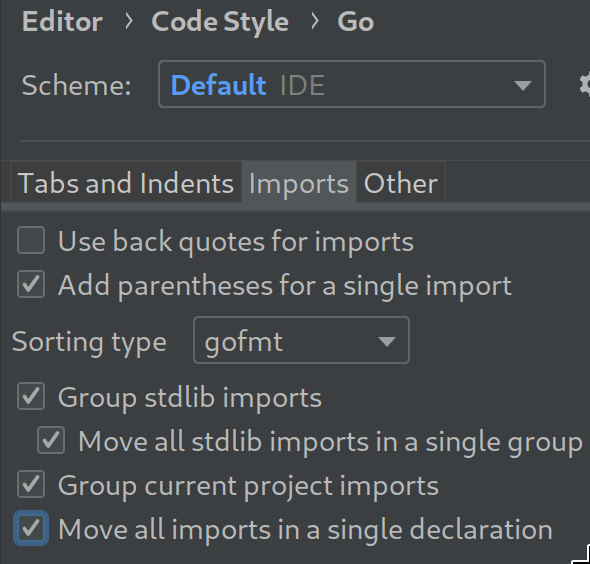 Editor › Code Style › Go
Scheme: Default IDE
Tabs and Indents Imports Other
Use back quotes for imports
Add parentheses for a single import
Sorting type gofmt
Group stdlib imports
Move all stdlib imports in a single group
Group current project imports
Move all imports in a single declaration